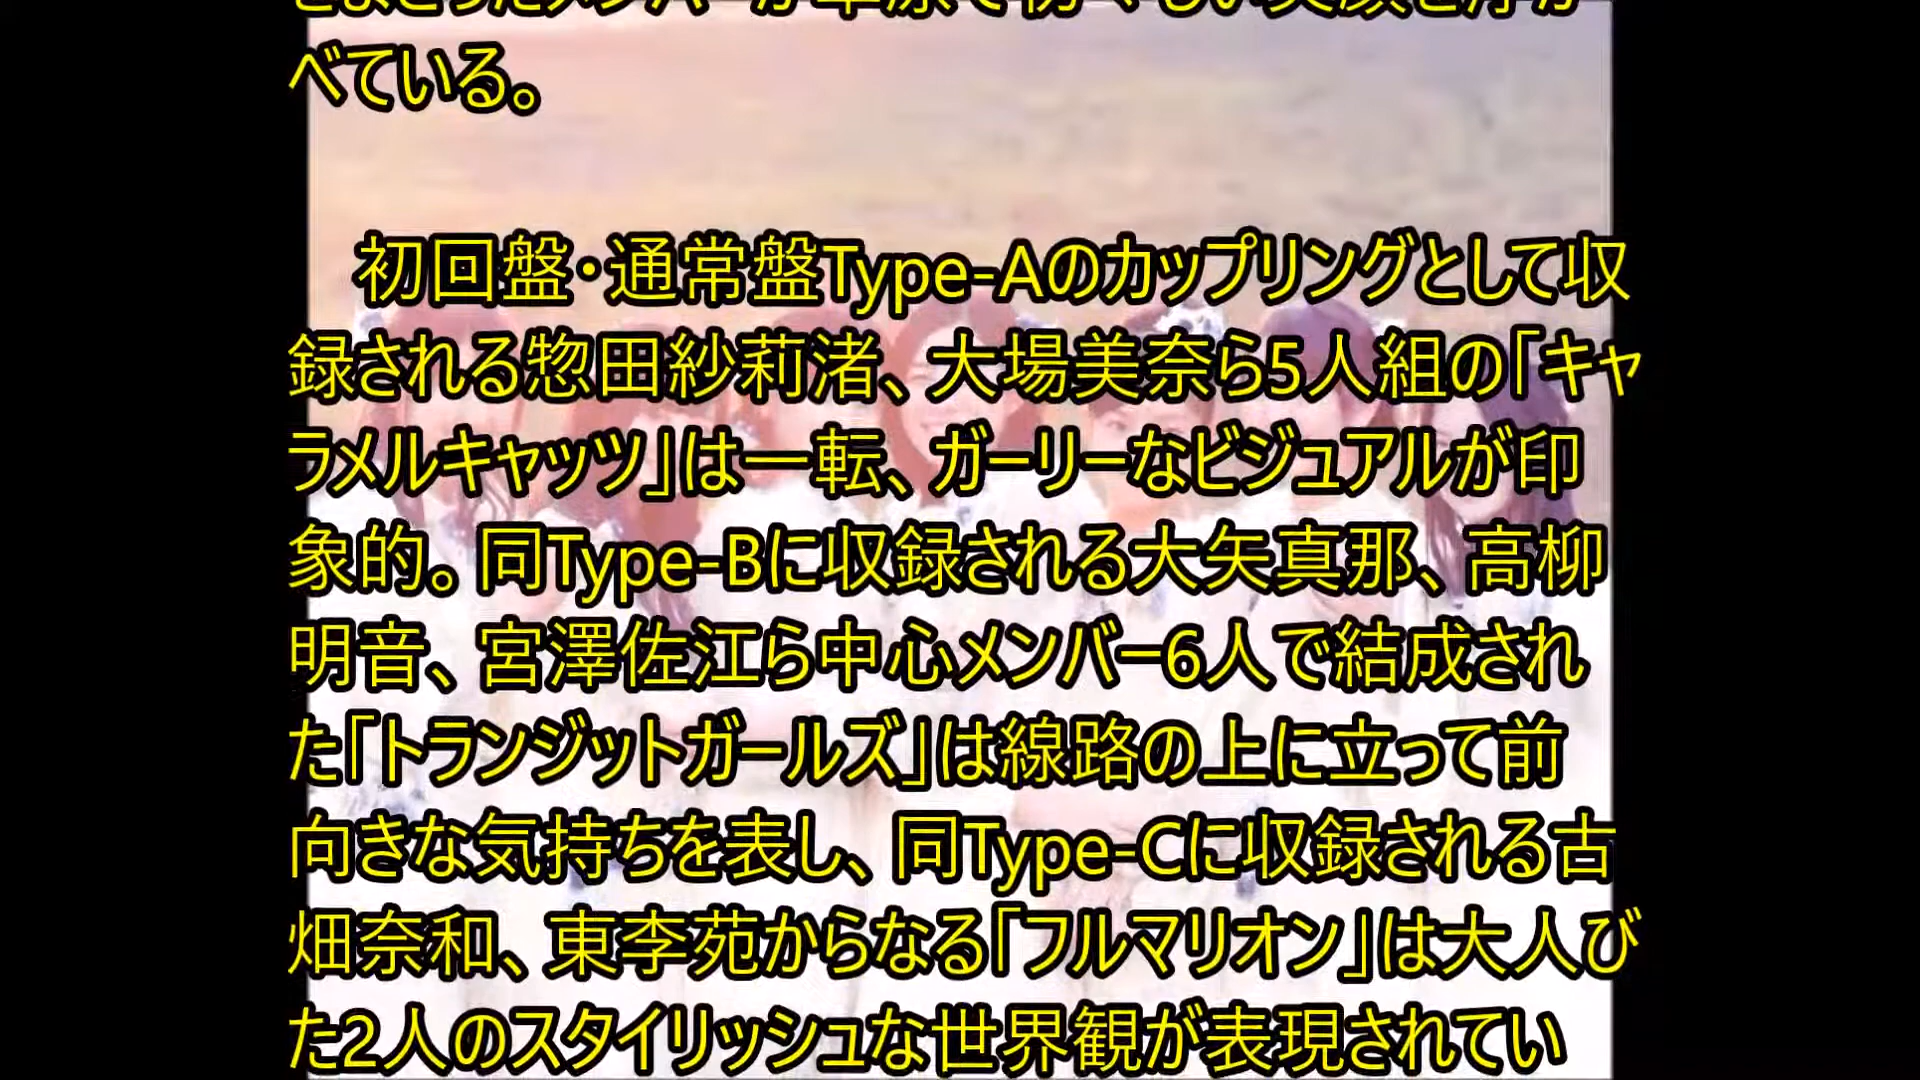 べている。
初回盤・通常盤Type-Aのカップリングとして収
録される惣田紗莉渚、大場美奈ら5人組の「キャ
ラメルキャッツ」は一転、ガーリーなビジュアルが印
象的。同Type-Bに収録される大矢真那、高柳
明音、宮澤佐江ら中心メンバー6人で結成され
た「トランジットガールズ」は線路の上に立って前
向きな気持ちを表し、同Type-Cに収録される古
畑奈和、東李苑からなる「フルマリオン」は大人び
た2人のスタイリッシュな世界観が表現されてい